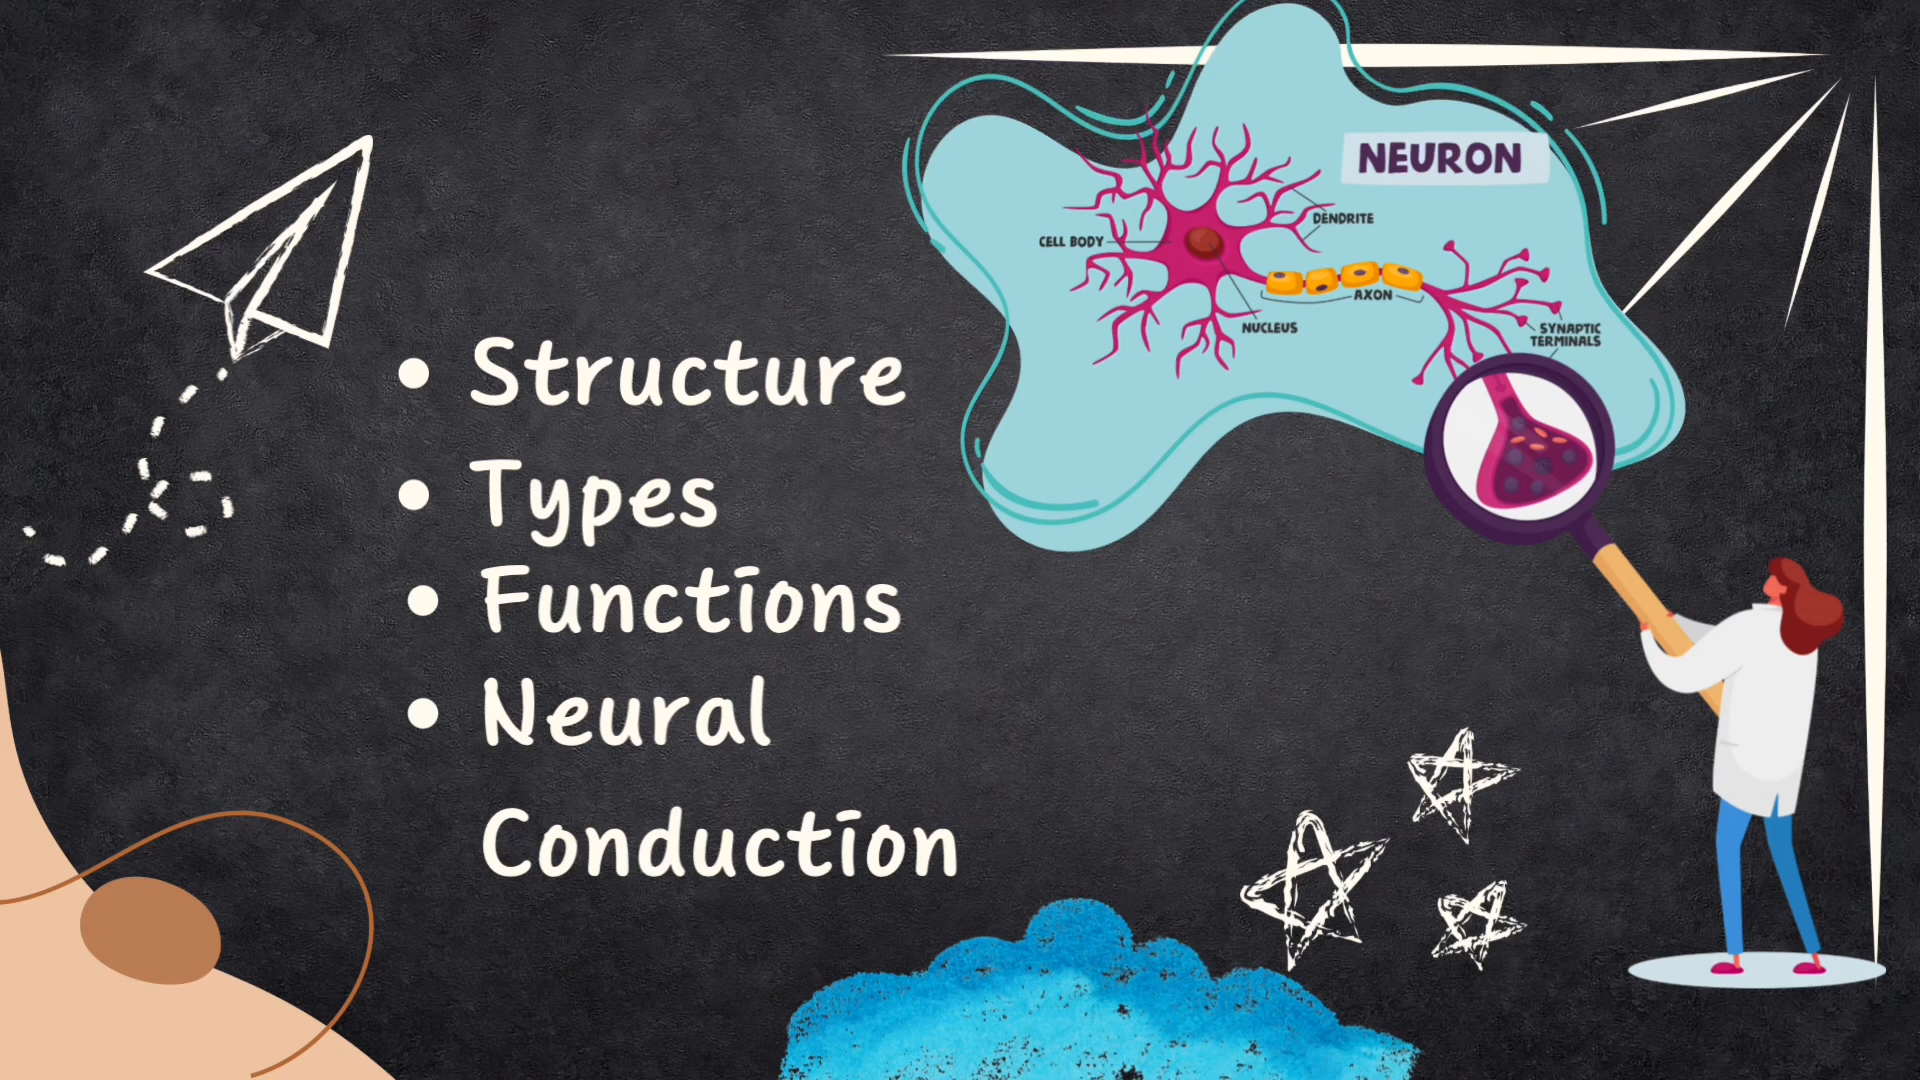 • Structure
• Types
• Functions
• Neural
Conduction
NEURON
DENDRITE
CELL BODY
AXON
NUCLEUS
SYNAPTIC
TERMINALS